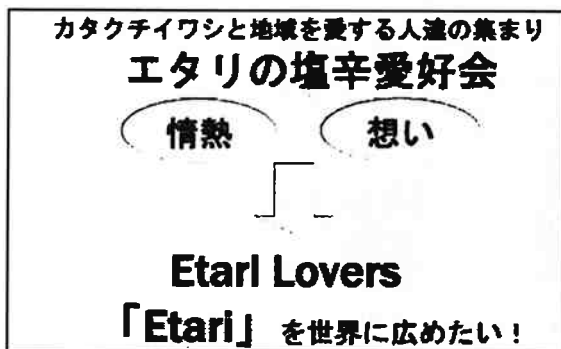 カタクチイワシと地域を愛する人達の集まり
エタリの塩辛愛好会
情熱 想い
Etari Lovers
「Etari」を世界に広めたい！